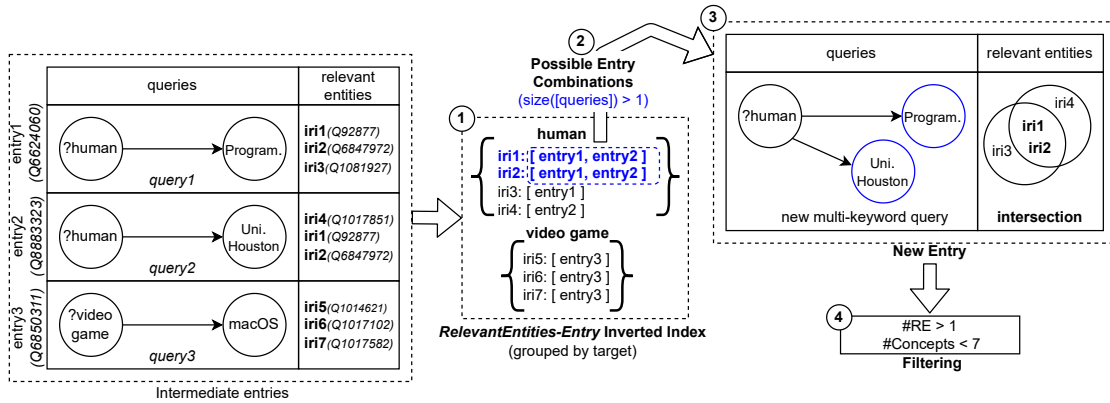 queries
relevant
entities
entry1
(Q6624060)
?human
Program.
query1
iri1(Q92877)
iri2(Q6847972)
iri3(Q1081927)
entry2
(Q8883323)
?human
Uni.
Houston
query2
iri4(Q1017851)
iri1(Q92877)
iri2(Q6847972)
entry3
(Q6850311)
?video
game
macOS
query3
iri5(Q1014621)
iri6(Q1017102)
iri7(Q1017582)
Intermediate entries
1
human
iri1: [ entry1, entry2 ]
iri2: [ entry1, entry2 ]
iri3: [ entry1 ]
iri4: [ entry2 ]
video game
iri5: [ entry3 ]
iri6: [ entry3 ]
iri7: [ entry3 ]
RelevantEntities-Entry Inverted Index
(grouped by target)
2
Possible Entry
Combinations
(size([queries]) > 1)
3
queries
relevant entities
?human
Program.
Uni.
Houston
new multi-keyword query
iri4
iri1
iri2
iri3
intersection
New Entry
4
#RE > 1
#Concepts < 7
Filtering